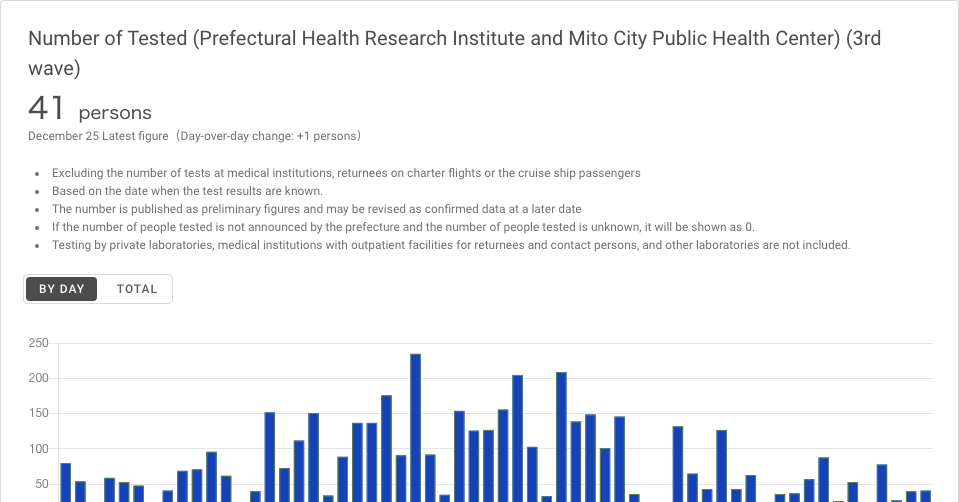 Number of Tested (Prefectural Health Research Institute and Mito City Public Health Center) (3rd
wave)
41 persons
December 25 Latest figure（Day-over-day change: +1 persons）
• Excluding the number of tests at medical institutions, returnees on charter flights or the cruise ship passengers
• Based on the date when the test results are known.
• The number is published as preliminary figures and may be revised as confirmed data at a later date
• If the number of people tested is not announced by the prefecture and the number of people tested is unknown, it will be shown as 0.
• Testing by private laboratories, medical institutions with outpatient facilities for returnees and contact persons, and other laboratories are not included.
BY DAY TOTAL
250
200
150
100
50